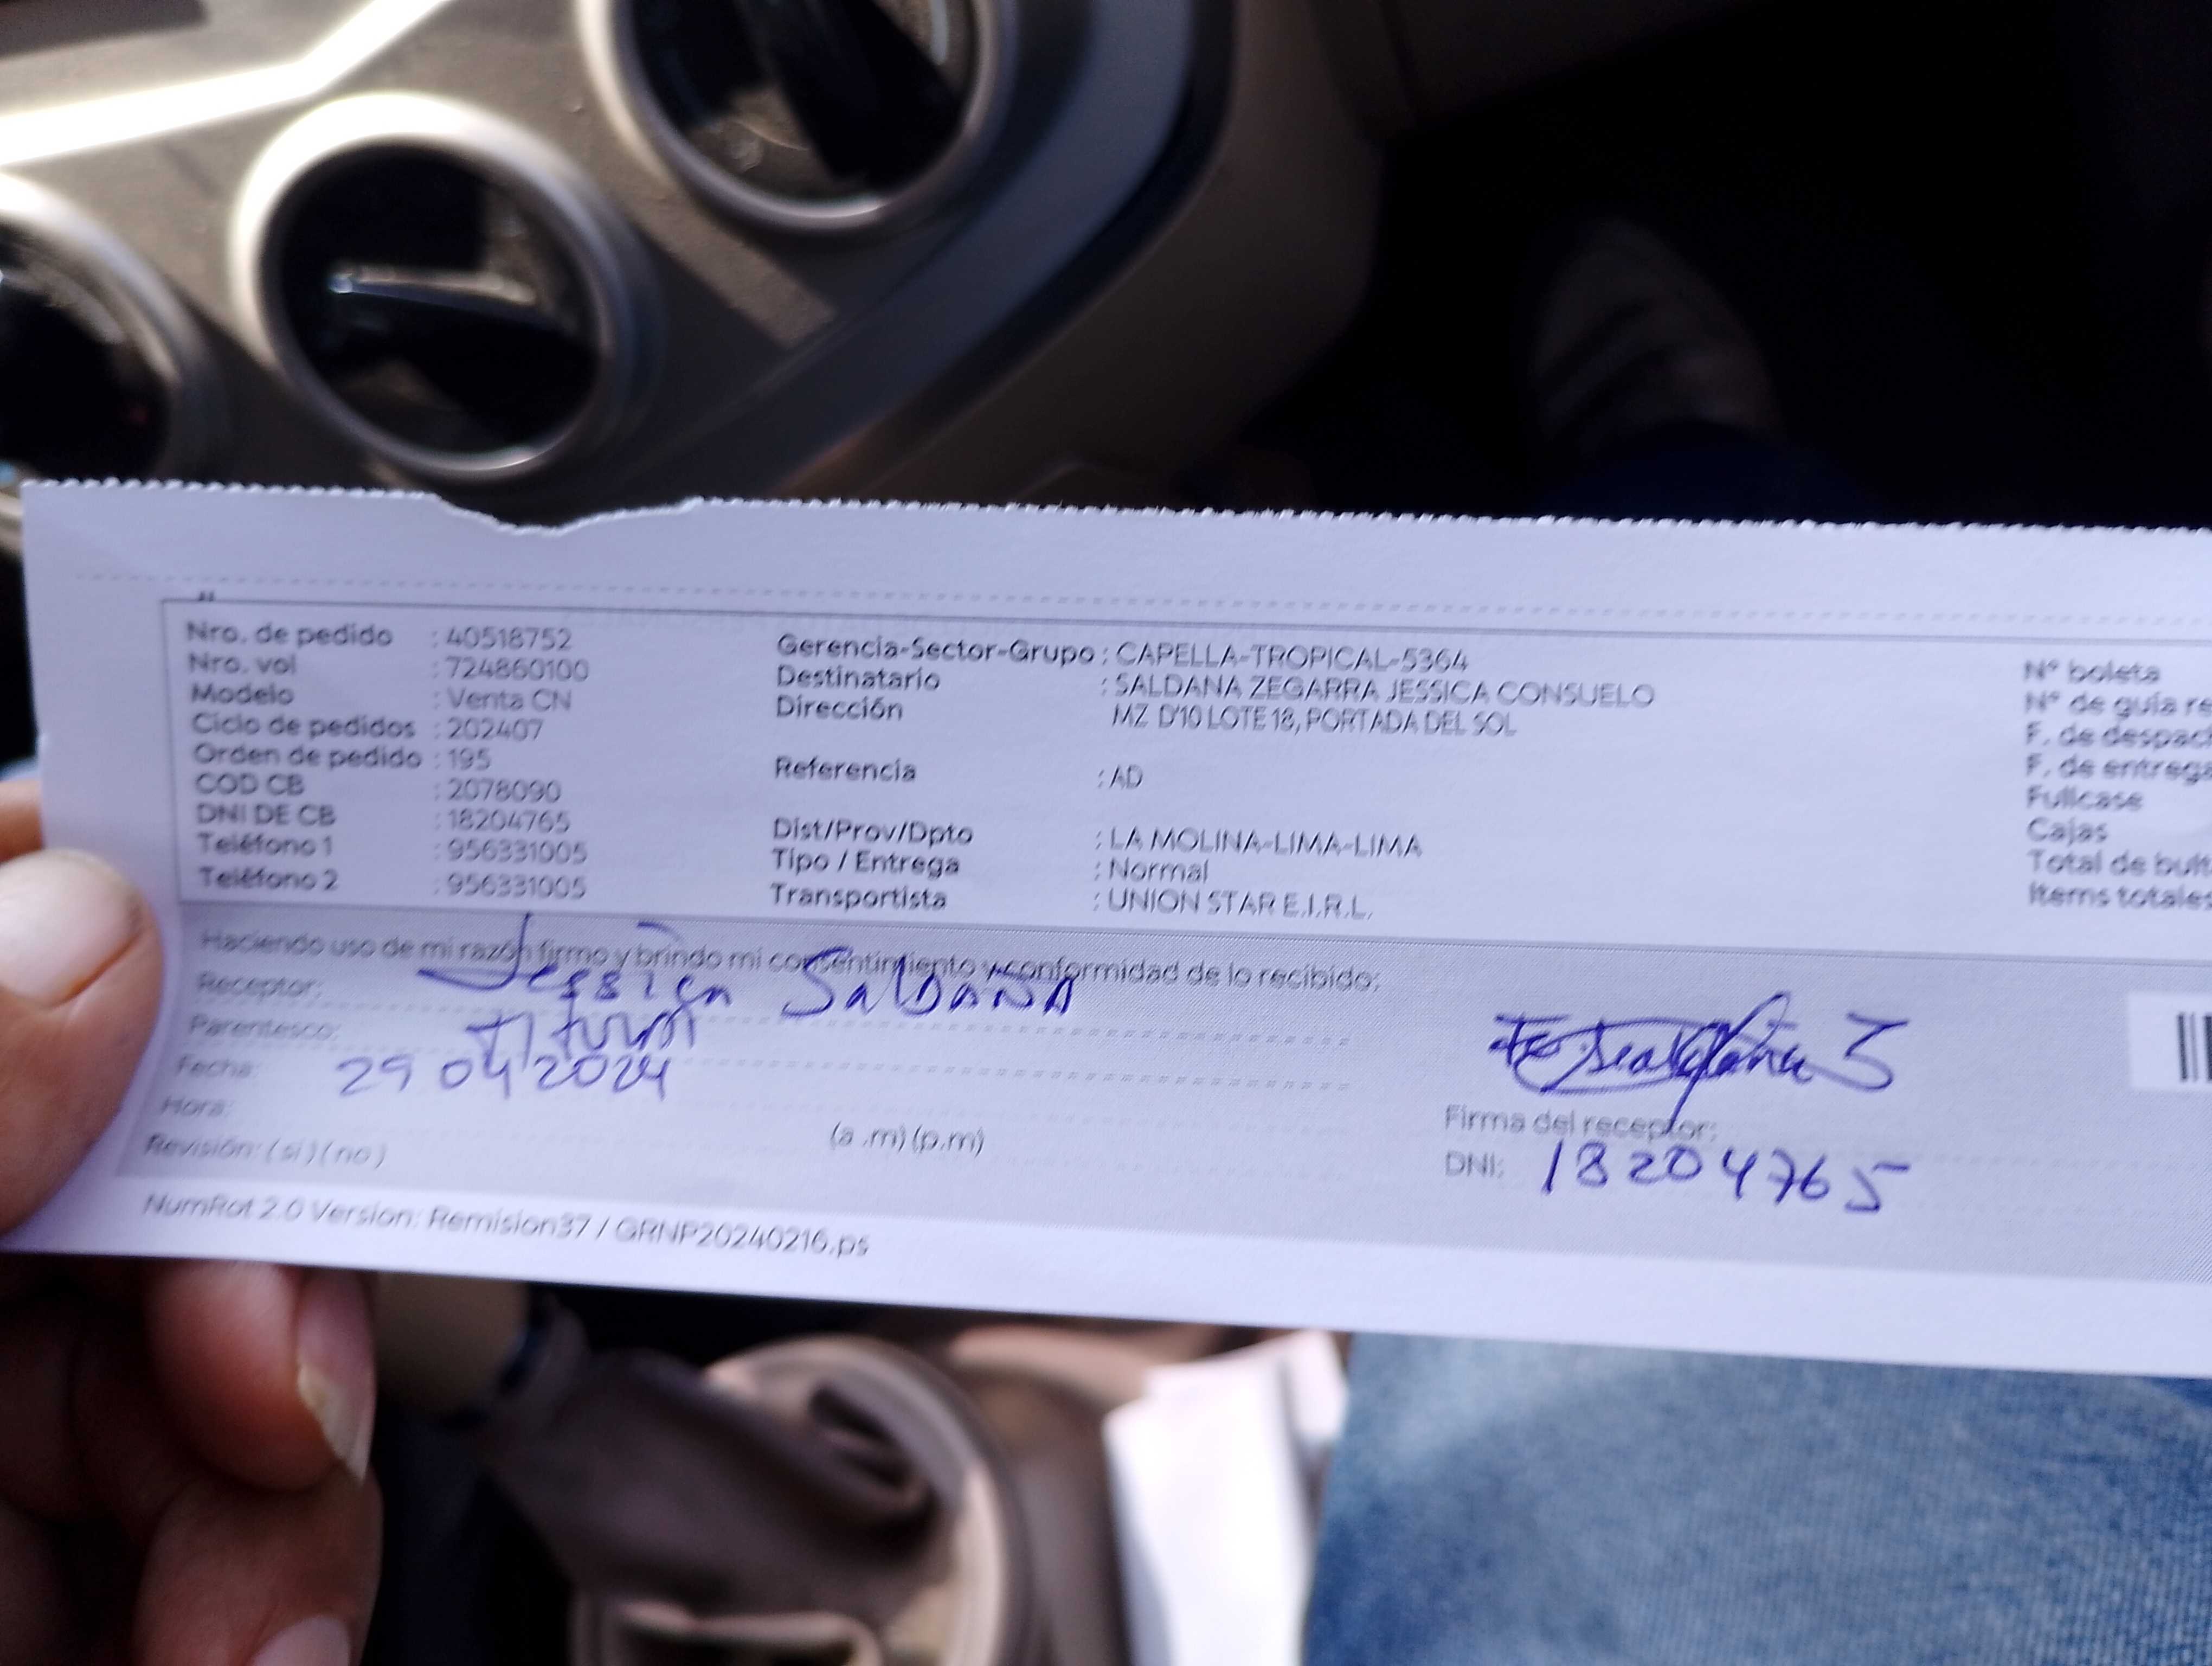 Nro. de pedido : 40518752
Nro. vol : 724860100
Modelo : Venta CN
Ciclo de pedidos : 202407
Orden de pedido : 195
COD CB : 2078090
DNI DE CB : 18204765
Teléfono 1 : 956331005
Teléfono 2 : 956331005
Gerencia-Sector-Grupo : CAPELLA-TROPICAL-5364
Destinatario : SALDANA ZEGARRA JESSICA CONSUELO
Dirección MZ D'10 LOTE 18, PORTADA DEL SOL
Referencia : AD
Dist/Prov/Dpto : LA MOLINA-LIMA-LIMA
Tipo / Entrega : Normal
Transportista : UNION STAR E.I.R.L.
N° boleta
N° de guía re
F. de despac
F. de entrega
Fullcase
Cajas
Total de bult
Items totales
Haciendo uso de mi razón firmo y brindo mi consentimiento y conformidad de lo recibido:
Receptor: Jessica SALDAÑA
Parentesco:
Fecha: 29 04 2024
Hora: (a .m) (p.m)
Revisión: ( si ) ( no )
Firma del receptor:
DNI: 18204765
NumRot 2.0 Version: Remision37 / GRNP20240216.ps